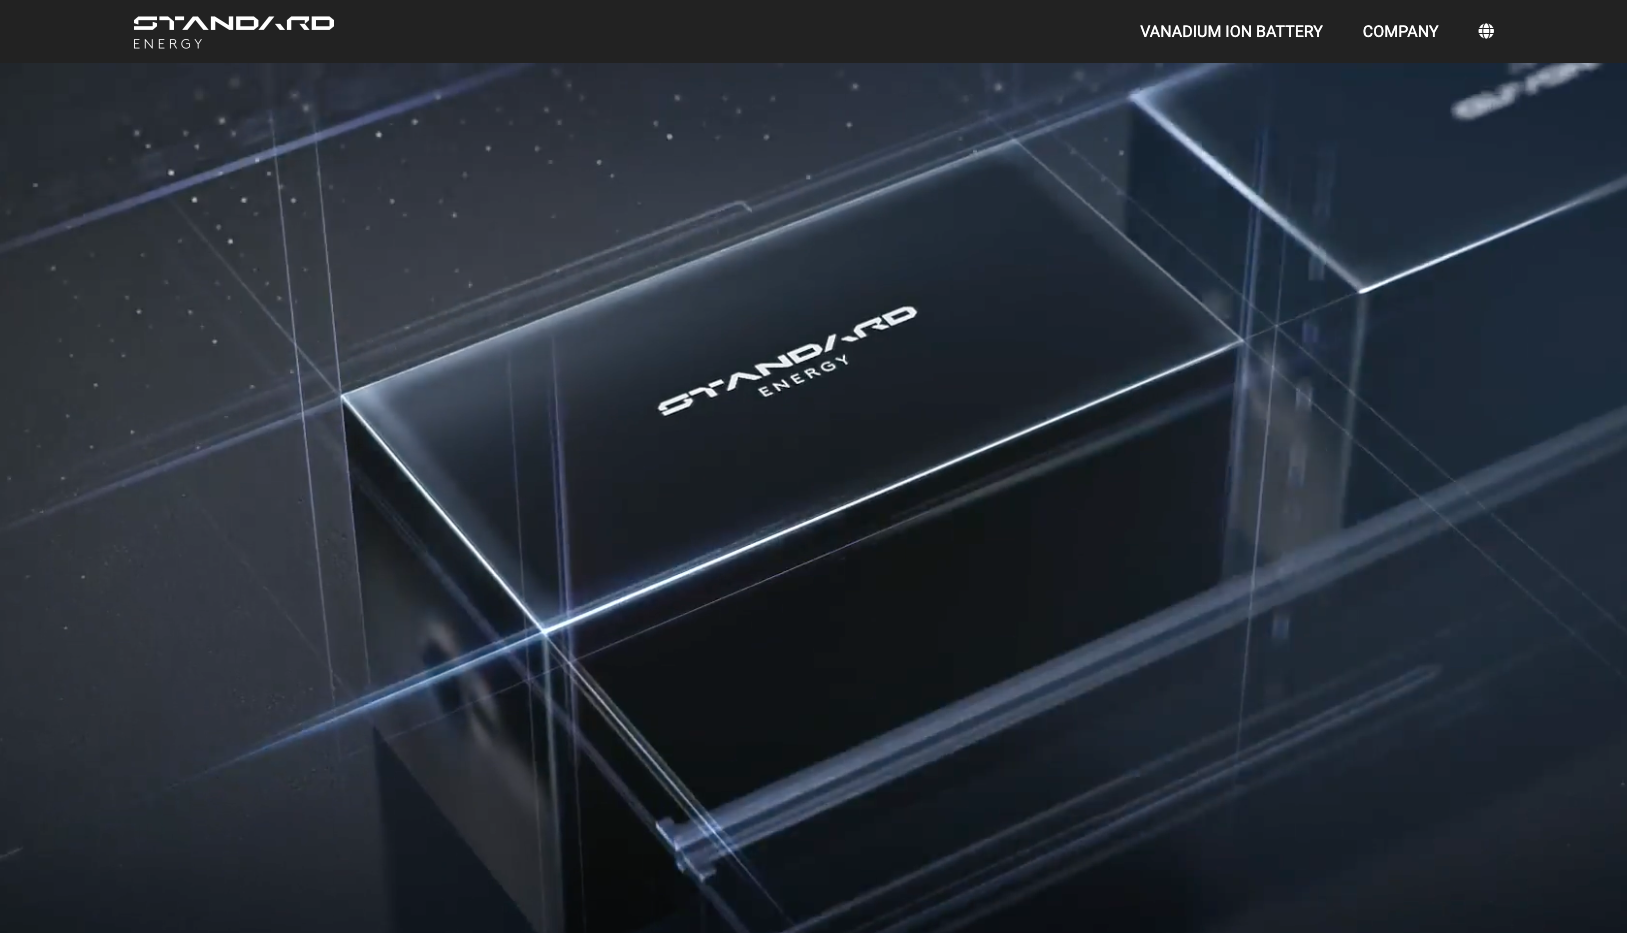 STANDARD
ENERGY
VANADIUM ION BATTERY
COMPANY
STANDARD
ENERGY